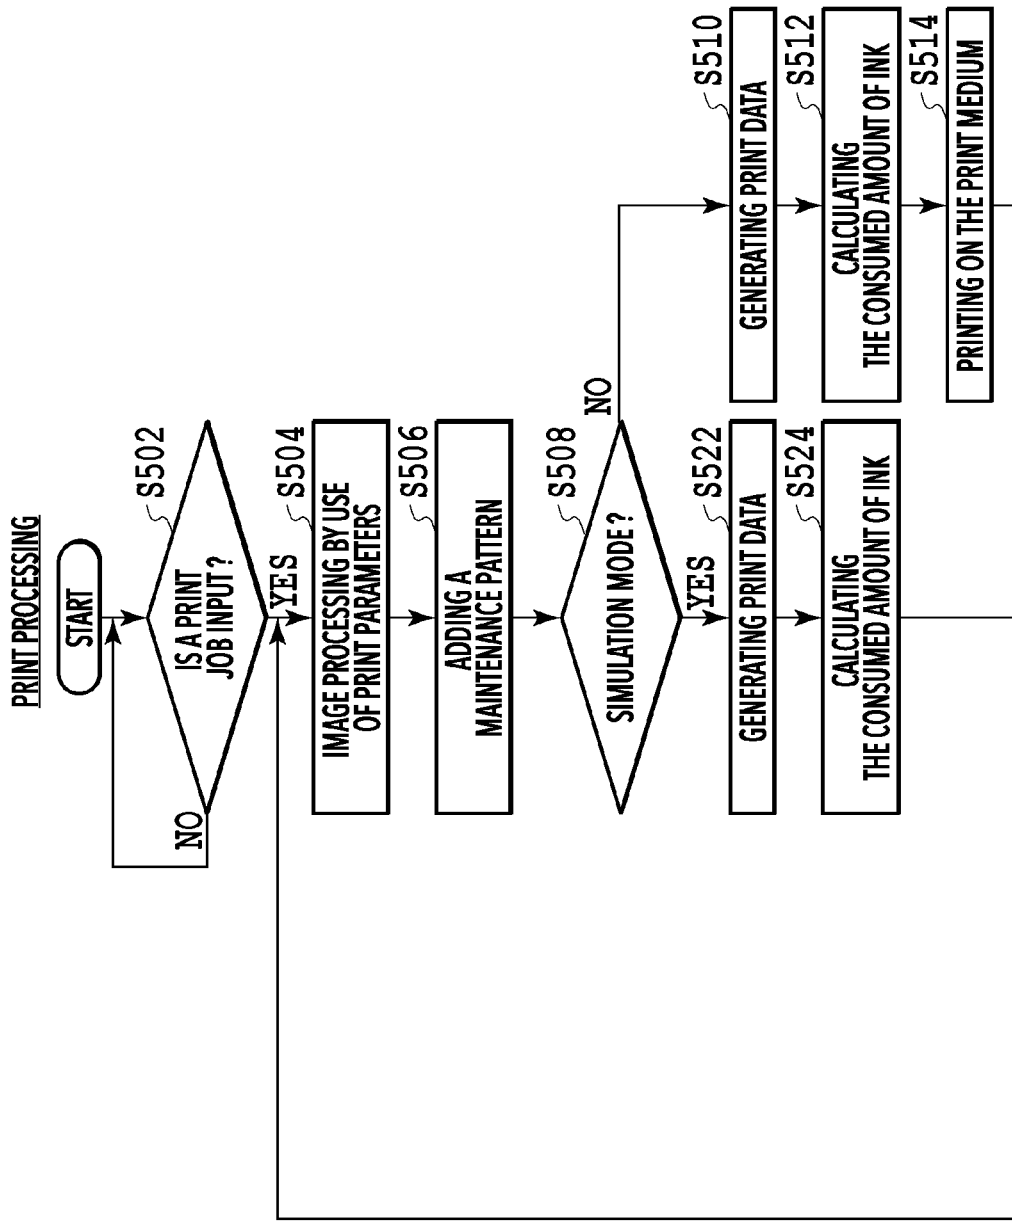 PRINT PROCESSING
START
S502
IS A PRINT
JOB INPUT ?
NO
YES
S504
IMAGE PROCESSING BY USE
OF PRINT PARAMETERS
S506
ADDING A
MAINTENANCE PATTERN
S508
SIMULATION MODE ?
NO
YES
S522
GENERATING PRINT DATA
S524
CALCULATING
THE CONSUMED AMOUNT OF INK
S510
GENERATING PRINT DATA
S512
CALCULATING
THE CONSUMED AMOUNT OF INK
S514
PRINTING ON THE PRINT MEDIUM